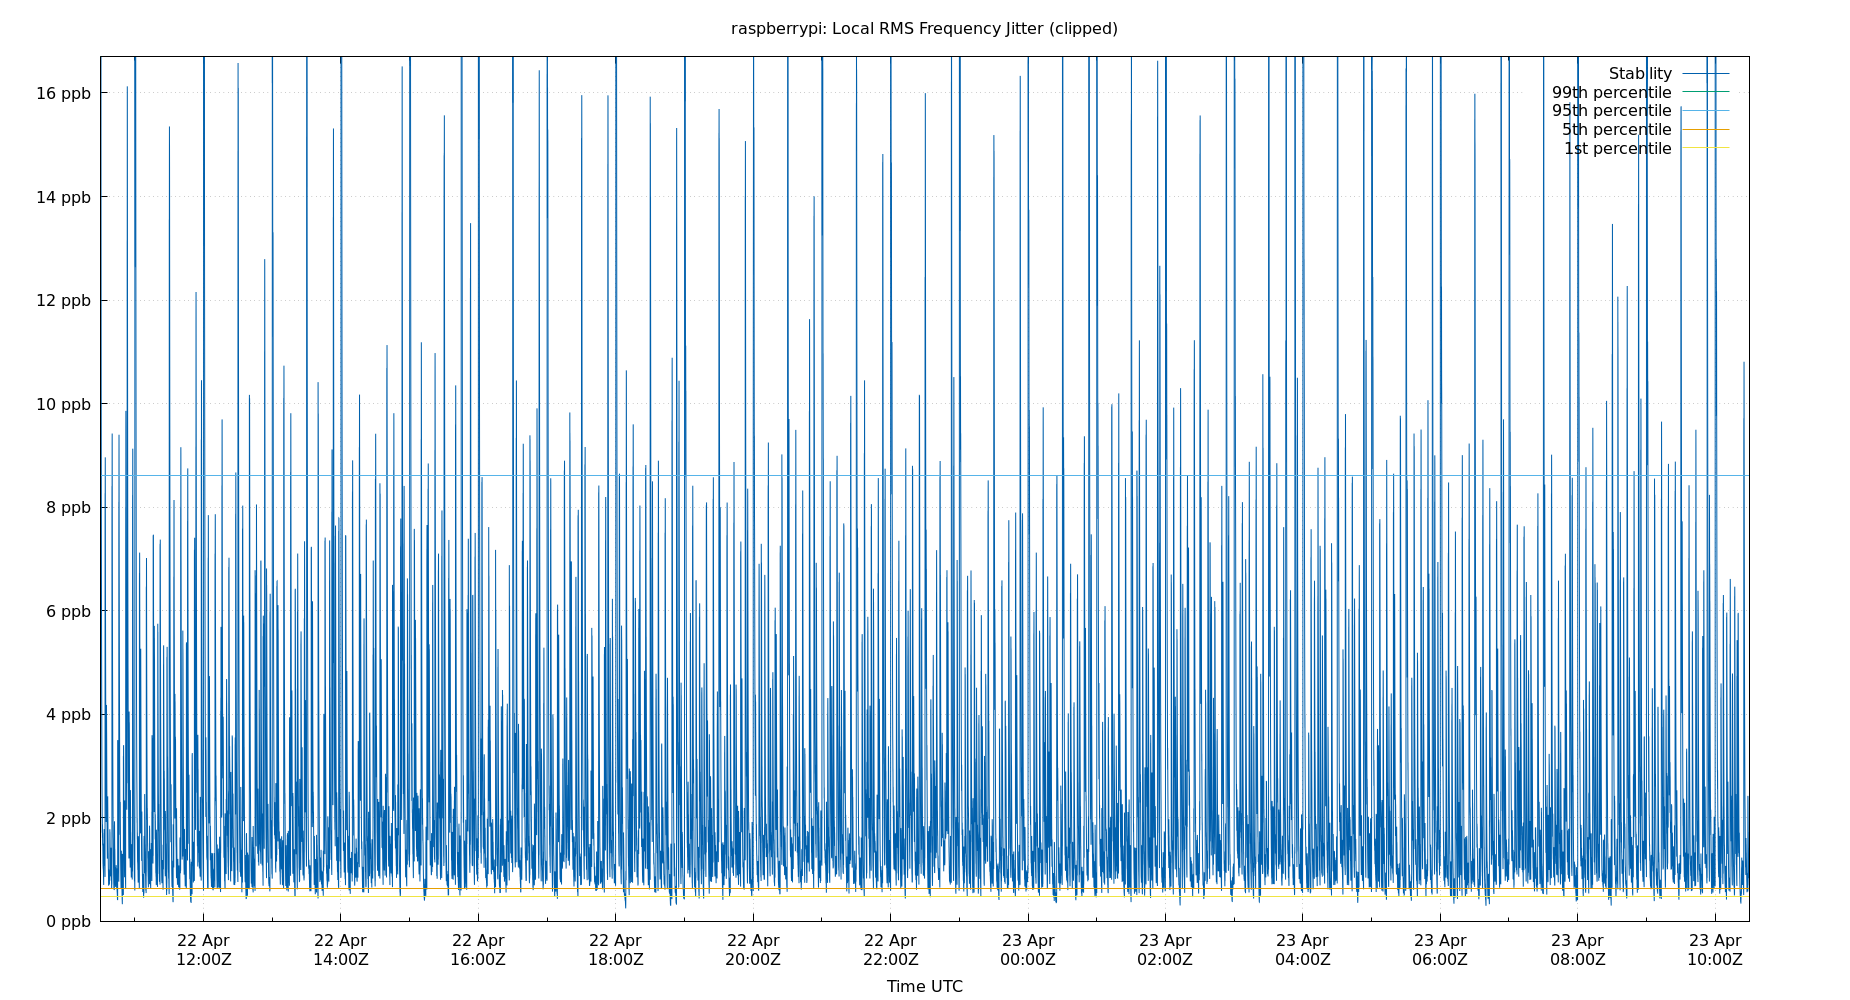 raspberrypi: Local RMS Frequency Jitter (clipped)
16 ppb
14 ppb
12 ppb
10 ppb
8 ppb
6 ppb
4 ppb
2 ppb
0 ppb
Stability
99th percentile
95th percentile
5th percentile
1st percentile
22 Apr
12:00Z
22 Apr
14:00Z
22 Apr
16:00Z
22 Apr
18:00Z
22 Apr
20:00Z
22 Apr
22:00Z
23 Apr
00:00Z
23 Apr
02:00Z
23 Apr
04:00Z
23 Apr
06:00Z
23 Apr
08:00Z
23 Apr
10:00Z
Time UTC